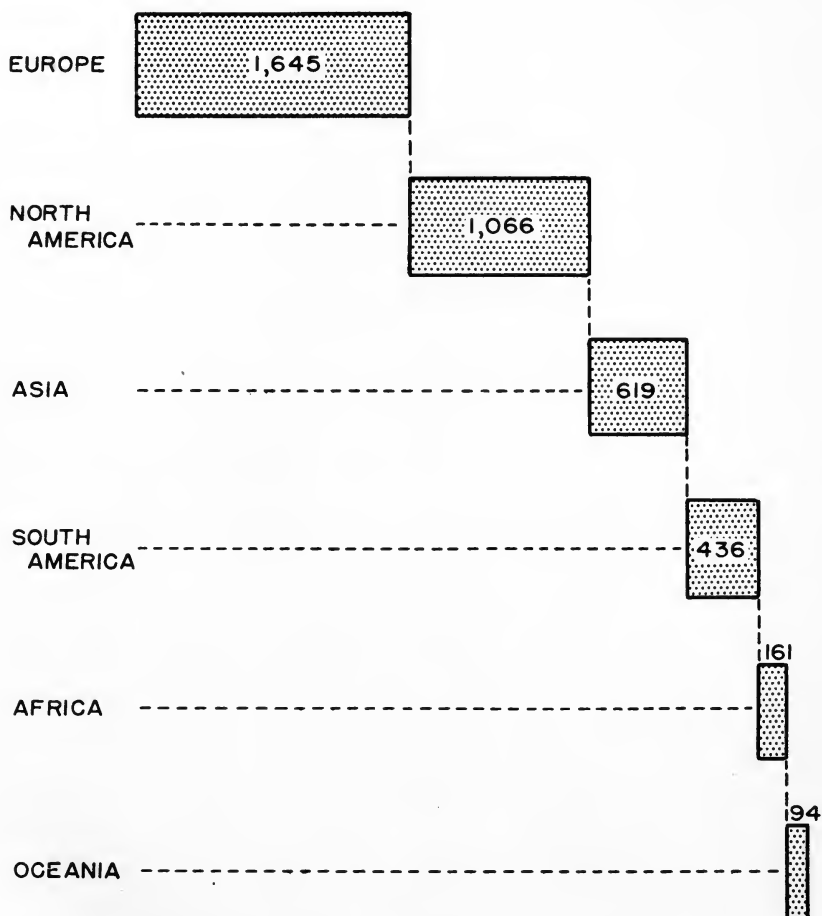 EUROPE 1,645
NORTH
AMERICA 1,066
ASIA 619
SOUTH
AMERICA 436
161
AFRICA
94
OCEANIA